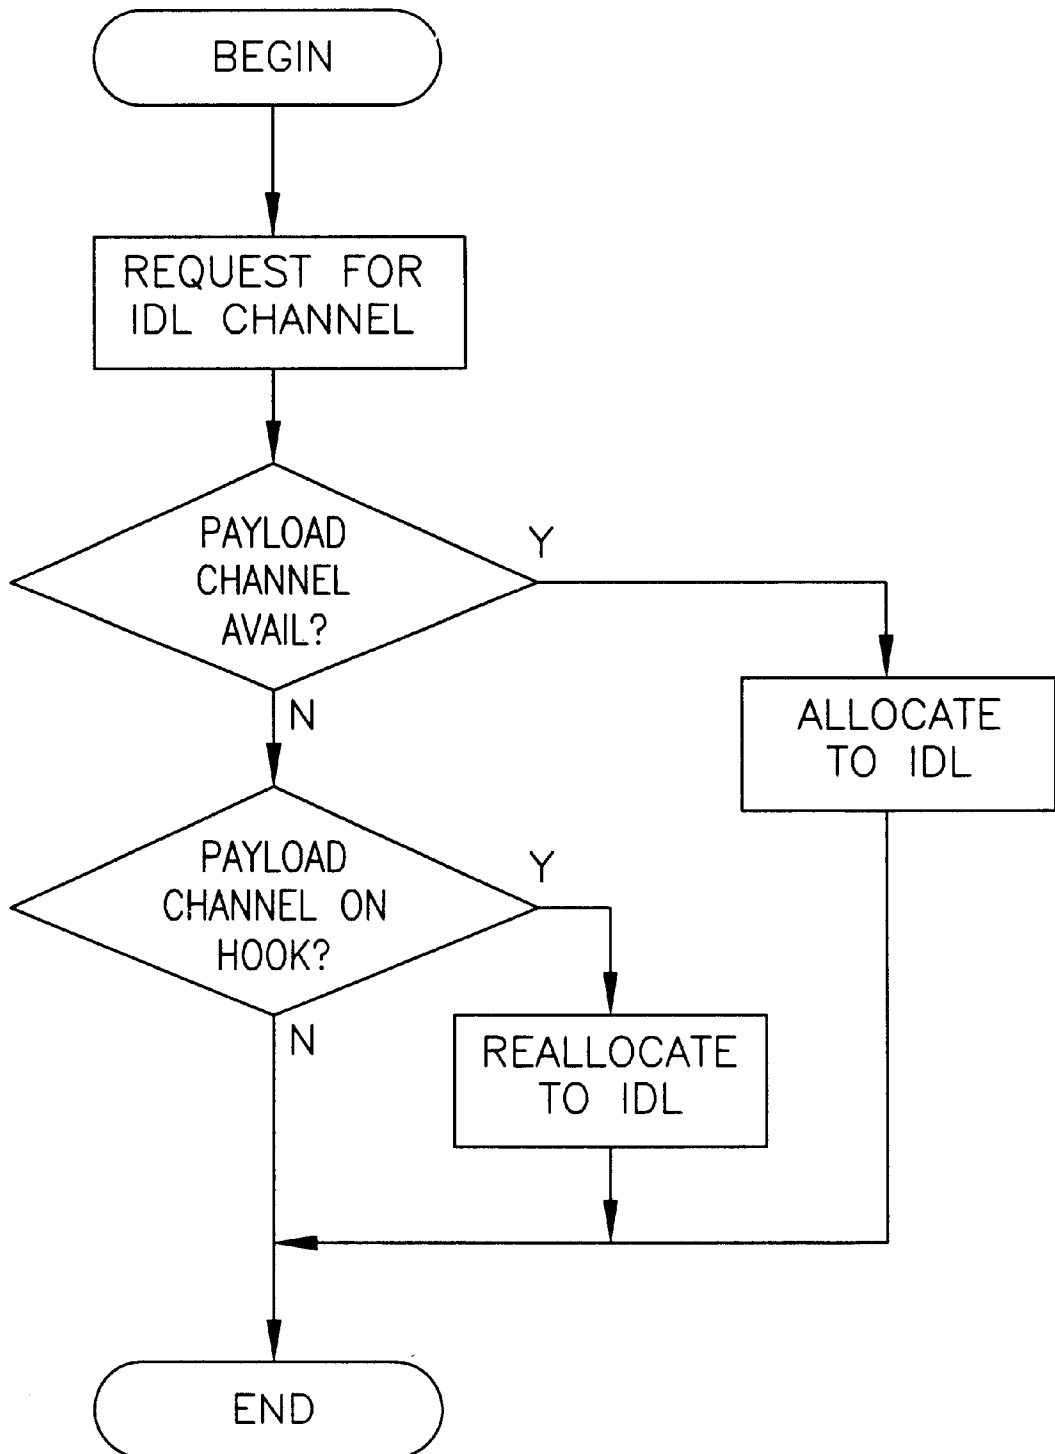 BEGIN
REQUEST FOR
IDL CHANNEL
PAYLOAD
CHANNEL
AVAIL?
Y
N
ALLOCATE
TO IDL
PAYLOAD
CHANNEL ON
HOOK?
Y
N
REALLOCATE
TO IDL
END